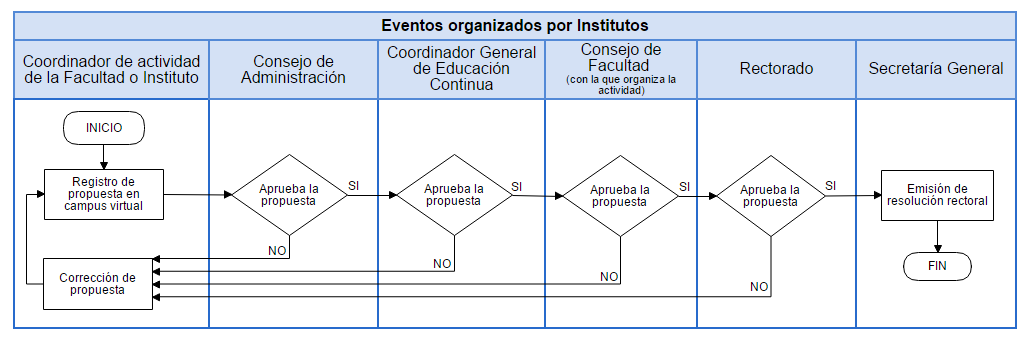 Eventos organizados por Institutos
Coordinador de actividad
de la Facultad o Instituto
Consejo de
Administración
Coordinador General
de Educación
Continua
Consejo de
Facultad
(con la que organiza la
actividad)
Rectorado
Secretaría General
INICIO
Registro de
propuesta en
campus virtual
Aprueba la
propuesta
SI
NO
Aprueba la
propuesta
SI
NO
Aprueba la
propuesta
SI
NO
Aprueba la
propuesta
SI
NO
Emisión de
resolución rectoral
FIN
Corrección de
propuesta